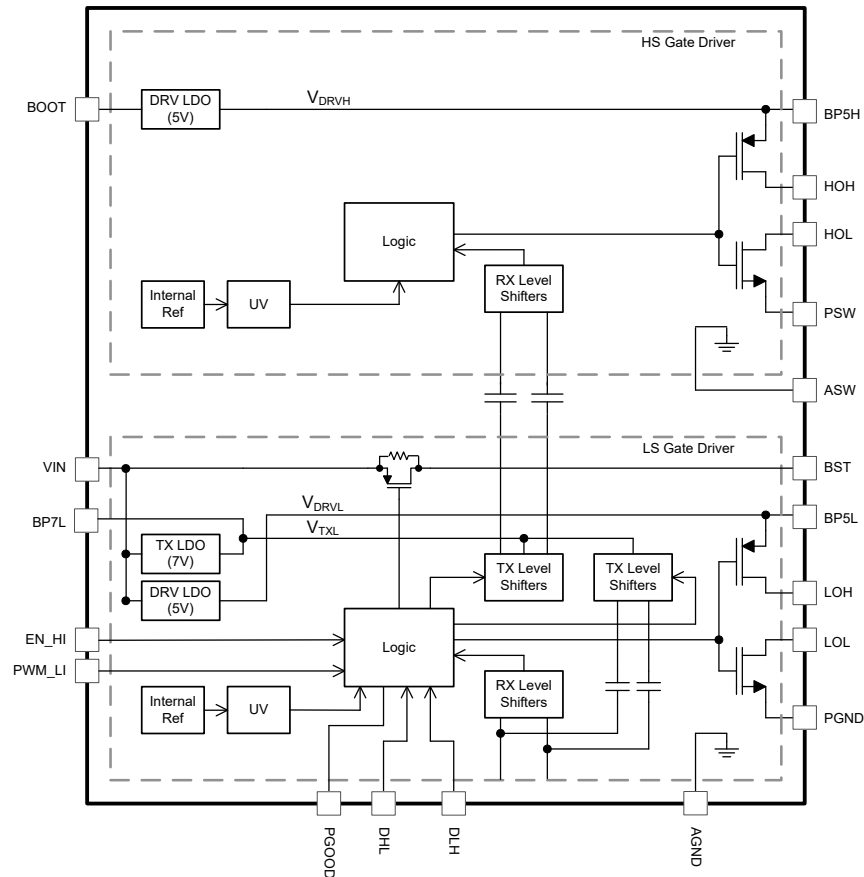 HS Gate Driver
BOOT
DRV LDO
(5V)
VDRVH
BP5H
HOH
HOL
Logic
Internal
Ref
UV
RX Level
Shifters
PSW
ASW
LS Gate Driver
VIN
BST
BP7L
VDRVL
BP5L
VTXL
TX LDO
(7V)
TX Level
Shifters
TX Level
Shifters
DRV LDO
(5V)
LOH
EN_HI
Logic
LOL
PWM_LI
RX Level
Shifters
Internal
Ref
UV
PGND
PGOOD
DHL
DLH
AGND